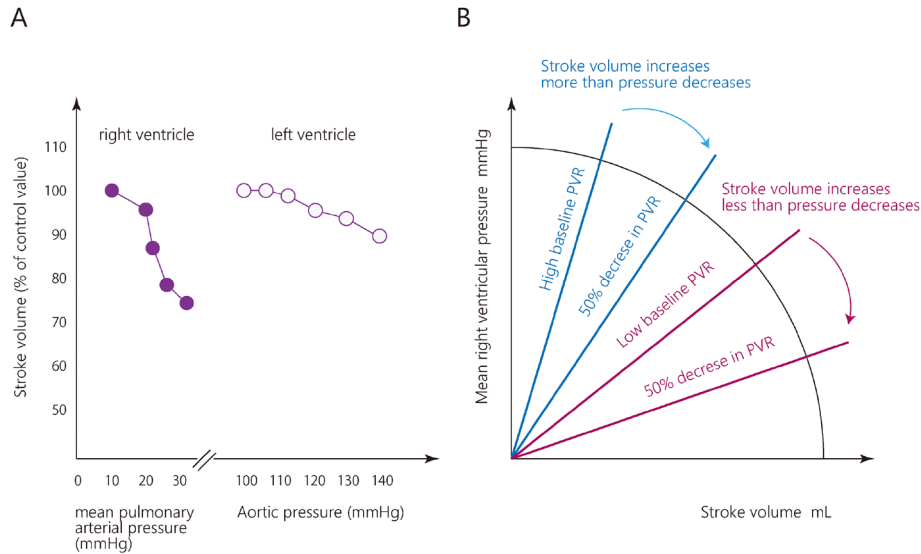 A
right ventricle
left ventricle
Stroke volume (% of control value)
110
100
90
80
70
60
50
0
10
20
30
100
110
120
130
140
mean pulmonary
arterial pressure
(mmHg)
Aortic pressure (mmHg)
B
Stroke volume increases
more than pressure decreases
Stroke volume increases
less than pressure decreases
Mean right ventricular pressure mmHg
High baseline PVR
50% decrease in PVR
Low baseline PVR
50% decrese in PVR
Stroke volume mL